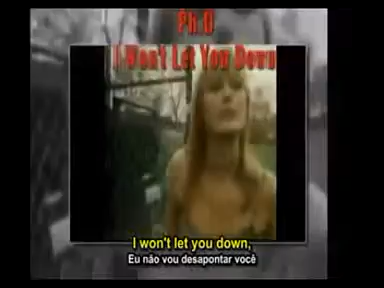 Ph.D
I Won't Let You Down
I won't let you down,
Eu não vou desapontar você